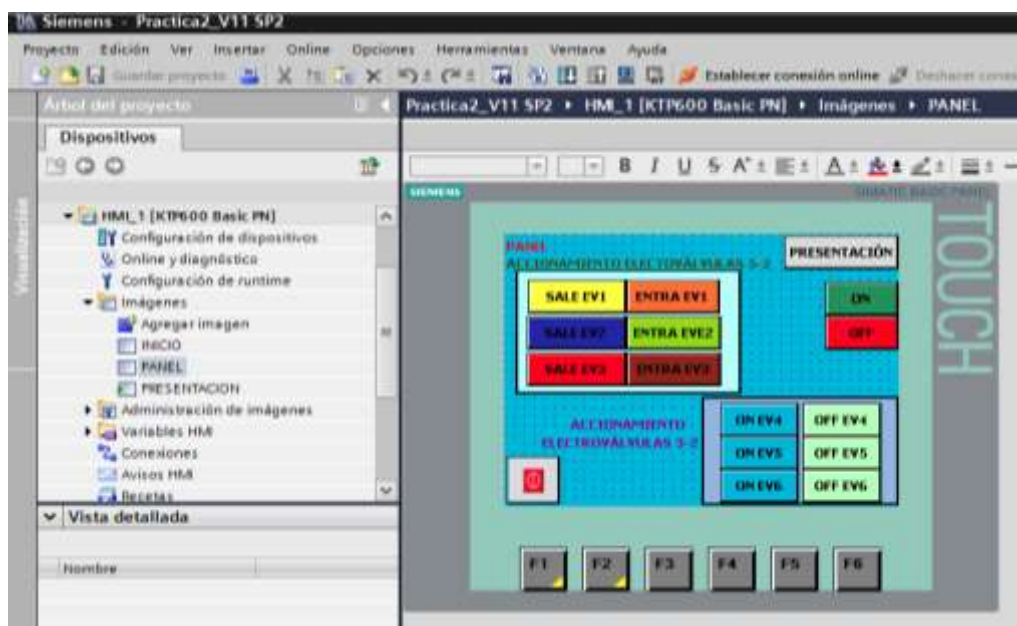 Siemens - Practica2_V11 SP2
Proyecto Edición Ver Insertar Online Opciones Herramientas Ventana Ayuda
Guardar proyecto Establecer conexión online Deshacer
Árbol del proyecto
Practica2_V11 SP2 HMI_1 [KTP600 Basic PN] Imágenes PANEL
Dispositivos
B I U S A A
Visualización
HMI_1 [KTP600 Basic PN]
Configuración de dispositivos
Online y diagnóstico
Configuración de runtime
Imágenes
Agregar imagen
INICIO
PANEL
PRESENTACION
Administración de imágenes
Variables HMI
Conexiones
Avisos HMI
Recetas
Vista detallada
Nombre
SIEMENS
SIMATIC BASIC PANEL
TOUCH
PANEL
ACCIONAMIENTO ELECTROVÁLVULAS 5-2
PRESENTACIÓN
SALE EV1 ENTRA EV1
SALE EV2 ENTRA EVE2
SALE EV3 ENTRA EV3
ON
OFF
ACCIONAMIENTO
ELECTROVÁLVULAS 3-2
ON EV4 OFF EV4
ON EV5 OFF EV5
ON EV6 OFF EV6
F1 F2 F3 F4 F5 F6